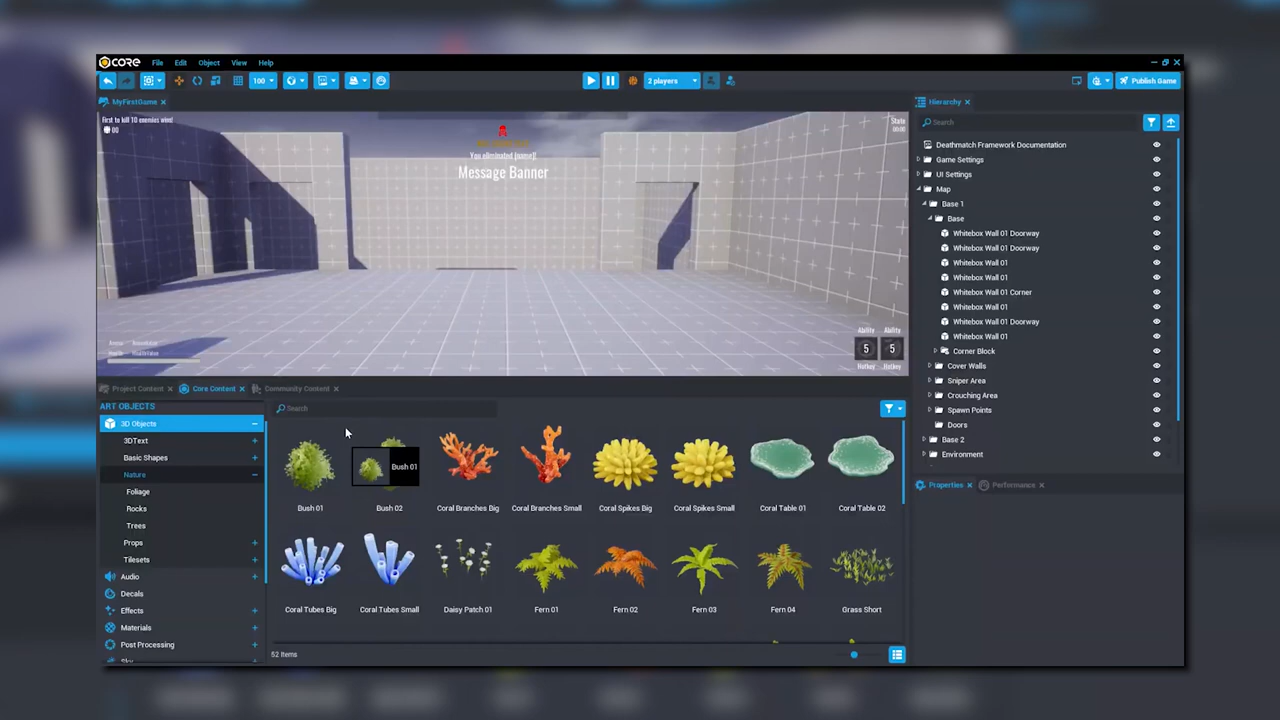 CORE File Edit Object View Help
100 2 players Publish Game
MyFirstGame
First to kill 10 enemies wins!
00
State
00:00
You eliminated {name}!
Message Banner
Ability Ability
5 5
Hotkey Hotkey
Project Content Core Content Community Content
ART OBJECTS
Search
3D Objects
3DText
Basic Shapes
Nature
Foliage
Rocks
Trees
Props
Tilesets
Audio
Decals
Effects
Materials
Post Processing
Sky
Bush 01
Bush 01 Bush 02 Coral Branches Big Coral Branches Small Coral Spikes Big Coral Spikes Small Coral Table 01 Coral Table 02
Coral Tubes Big Coral Tubes Small Daisy Patch 01 Fern 01 Fern 02 Fern 03 Fern 04 Grass Short
52 Items
Hierarchy
Search
Deathmatch Framework Documentation
Game Settings
UI Settings
Map
Base 1
Base
Whitebox Wall 01 Doorway
Whitebox Wall 01 Doorway
Whitebox Wall 01
Whitebox Wall 01
Whitebox Wall 01 Corner
Whitebox Wall 01
Whitebox Wall 01 Doorway
Whitebox Wall 01
Corner Block
Cover Walls
Sniper Area
Crouching Area
Spawn Points
Doors
Base 2
Environment
Properties Performance